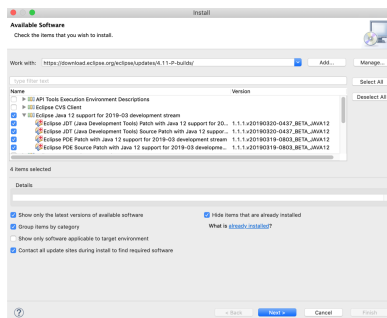 Install
Available Software
Check the items that you wish to install.
Work with: https://download.eclipse.org/eclipse/updates/4.11-P-builds/ Add... Manage...
type filter text Select All
Name Version Deselect All
API Tools Execution Environment Descriptions
Eclipse CVS Client
Eclipse Java 12 support for 2019-03 development stream
Eclipse JDT (Java Development Tools) Patch with Java 12 support for 20... 1.1.1.v20190320-0437_BETA_JAVA12
Eclipse JDT (Java Development Tools) Source Patch with Java 12 suppor... 1.1.1.v20190320-0437_BETA_JAVA12
Eclipse PDE Patch with Java 12 support for 2019-03 development stream 1.1.1.v20190319-0803_BETA_JAVA12
Eclipse PDE Source Patch with Java 12 support for 2019-03 developme... 1.1.1.v20190319-0803_BETA_JAVA12
4 items selected
Details
Show only the latest versions of available software Hide items that are already installed
Group items by category What is already installed?
Show only software applicable to target environment
Contact all update sites during install to find required software
? < Back Next > Cancel Finish